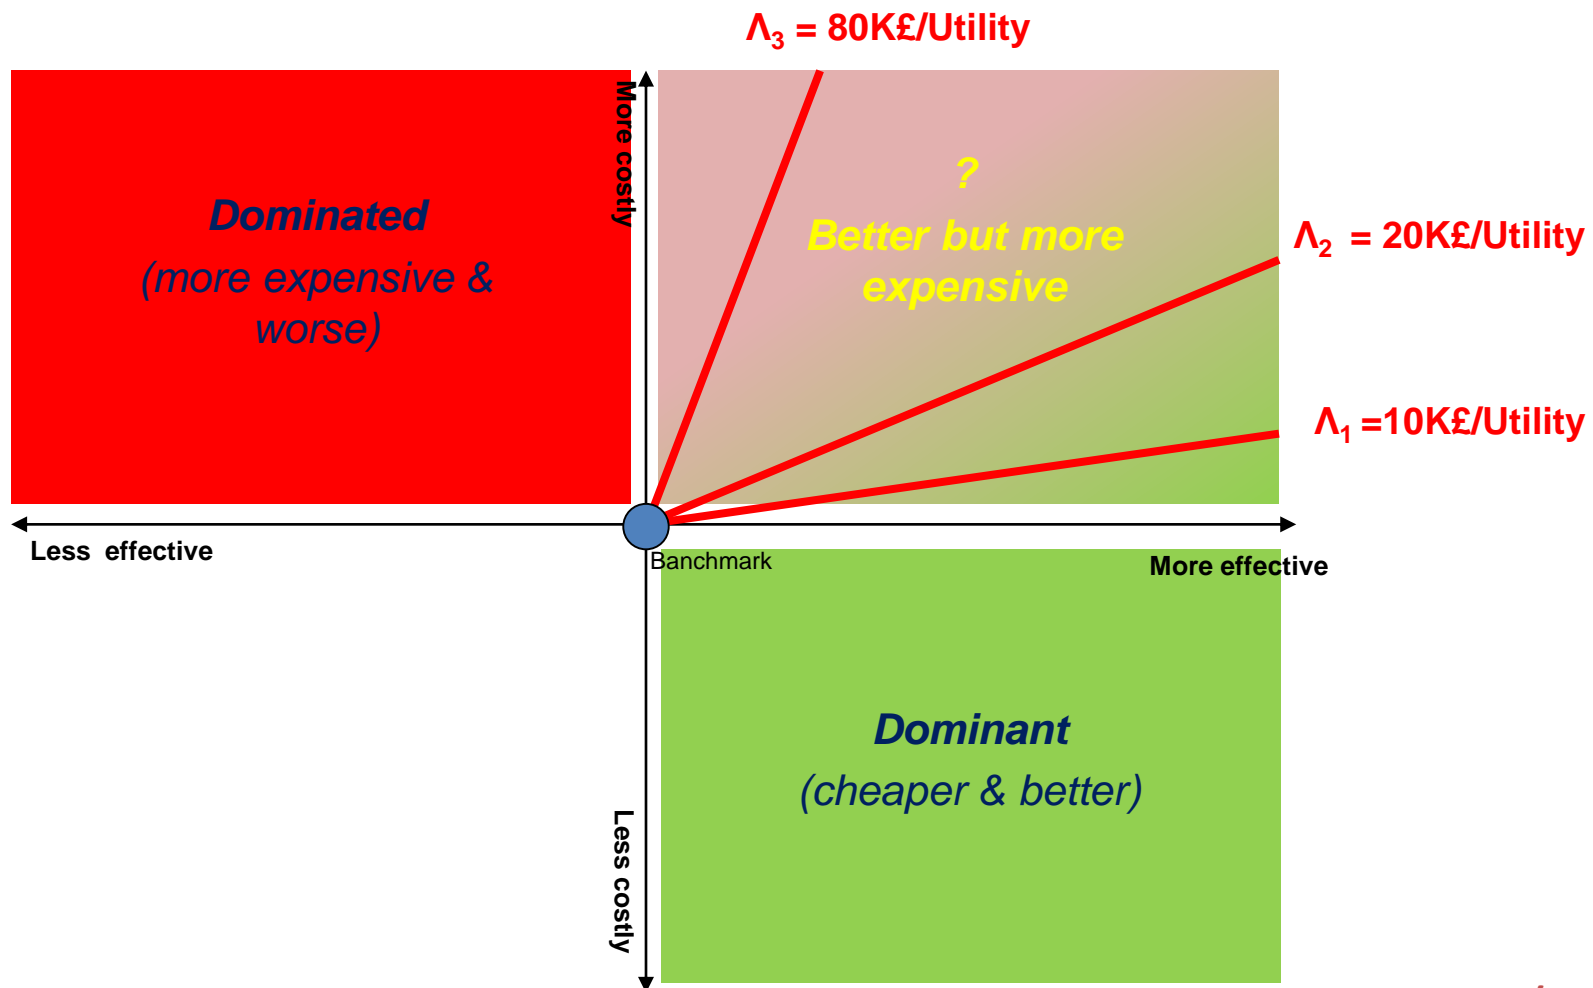 Λ3 = 80K£/Utility
More costly
?
Dominated
Better but more
Λ2 = 20K£/Utility
(more expensive &
expensive
worse)
Λ1 =10K£/Utility
Less effective
Banchmark
More effective
Dominant
(cheaper & better)
Less costly